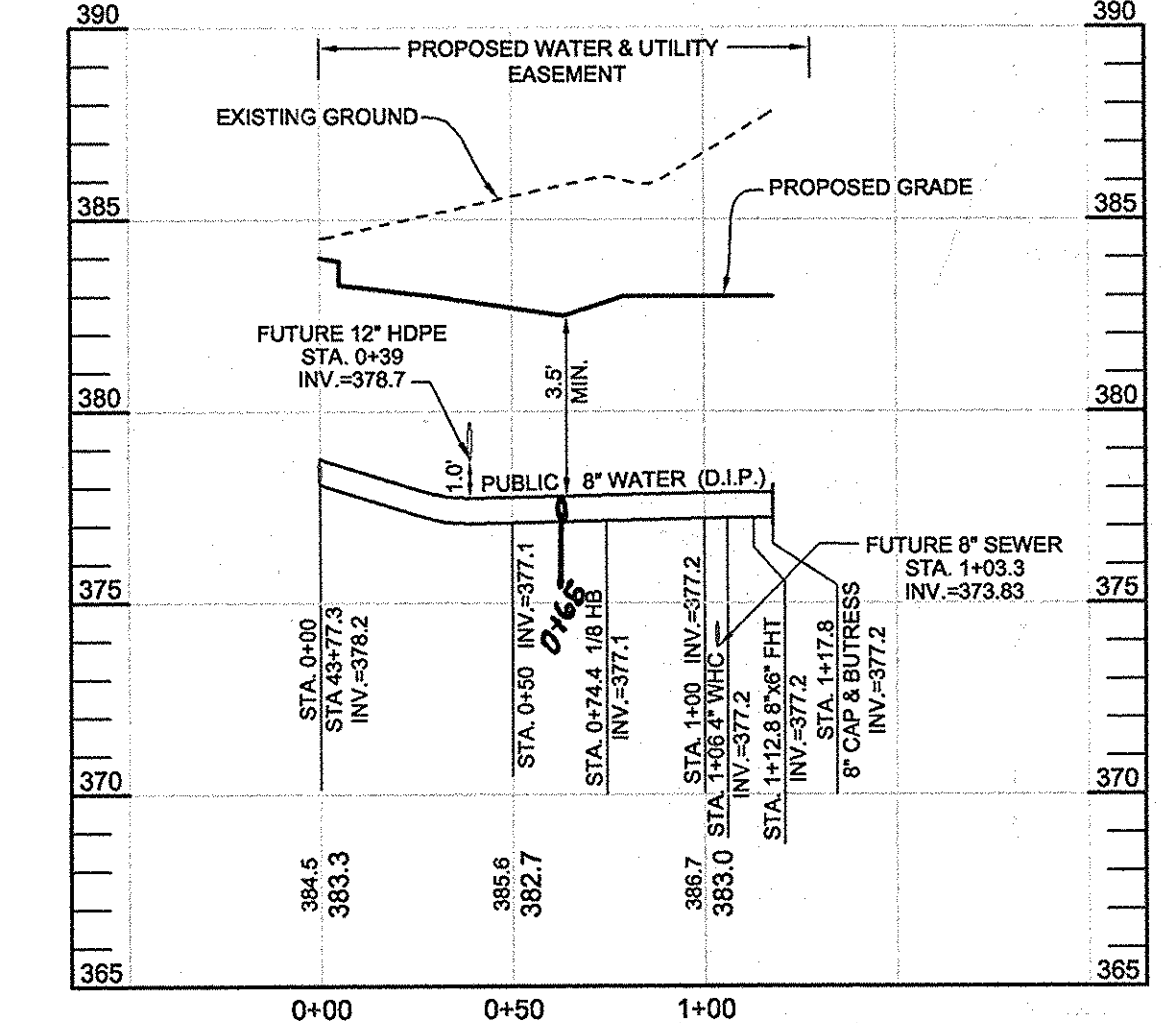 390
390
PROPOSED WATER & UTILITY
EASEMENT
EXISTING GROUND
PROPOSED GRADE
385
385
FUTURE 12" HDPE
STA. 0+39
INV.=378.7
3.5'
MIN.
380
380
1.0'
PUBLIC 8" WATER (D.I.P.)
FUTURE 8" SEWER
STA. 1+03.3
INV.=373.83
375
375
STA. 0+00
STA 43+77.3
INV.=378.2
STA. 0+50 INV.=377.1
STA. 0+74.4 1/8 HB
INV.=377.1
STA. 1+00 INV.=377.2
STA. 1+06 4" WHC
INV.=377.2
STA. 1+12.8 8"x6" FHT
INV.=377.2
STA. 1+17.8
8" CAP & BUTRESS
INV.=377.2
370
370
384.5
383.3
385.6
382.7
386.7
383.0
365
365
0+00
0+50
1+00